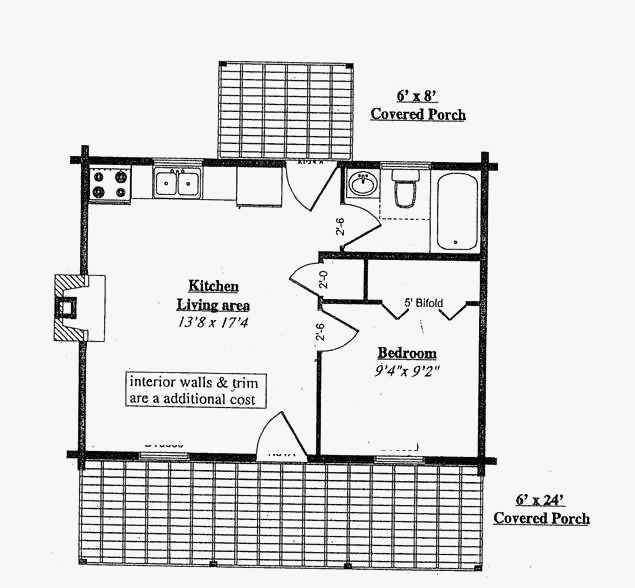 6' x 8'
Covered Porch
2'-6
2'-0
Kitchen
Living area
13'8 x 17'4
5' Bifold
2'-6
Bedroom
9'4"x 9'2"
interior walls & trim
are a additional cost
6' x 24'
Covered Porch